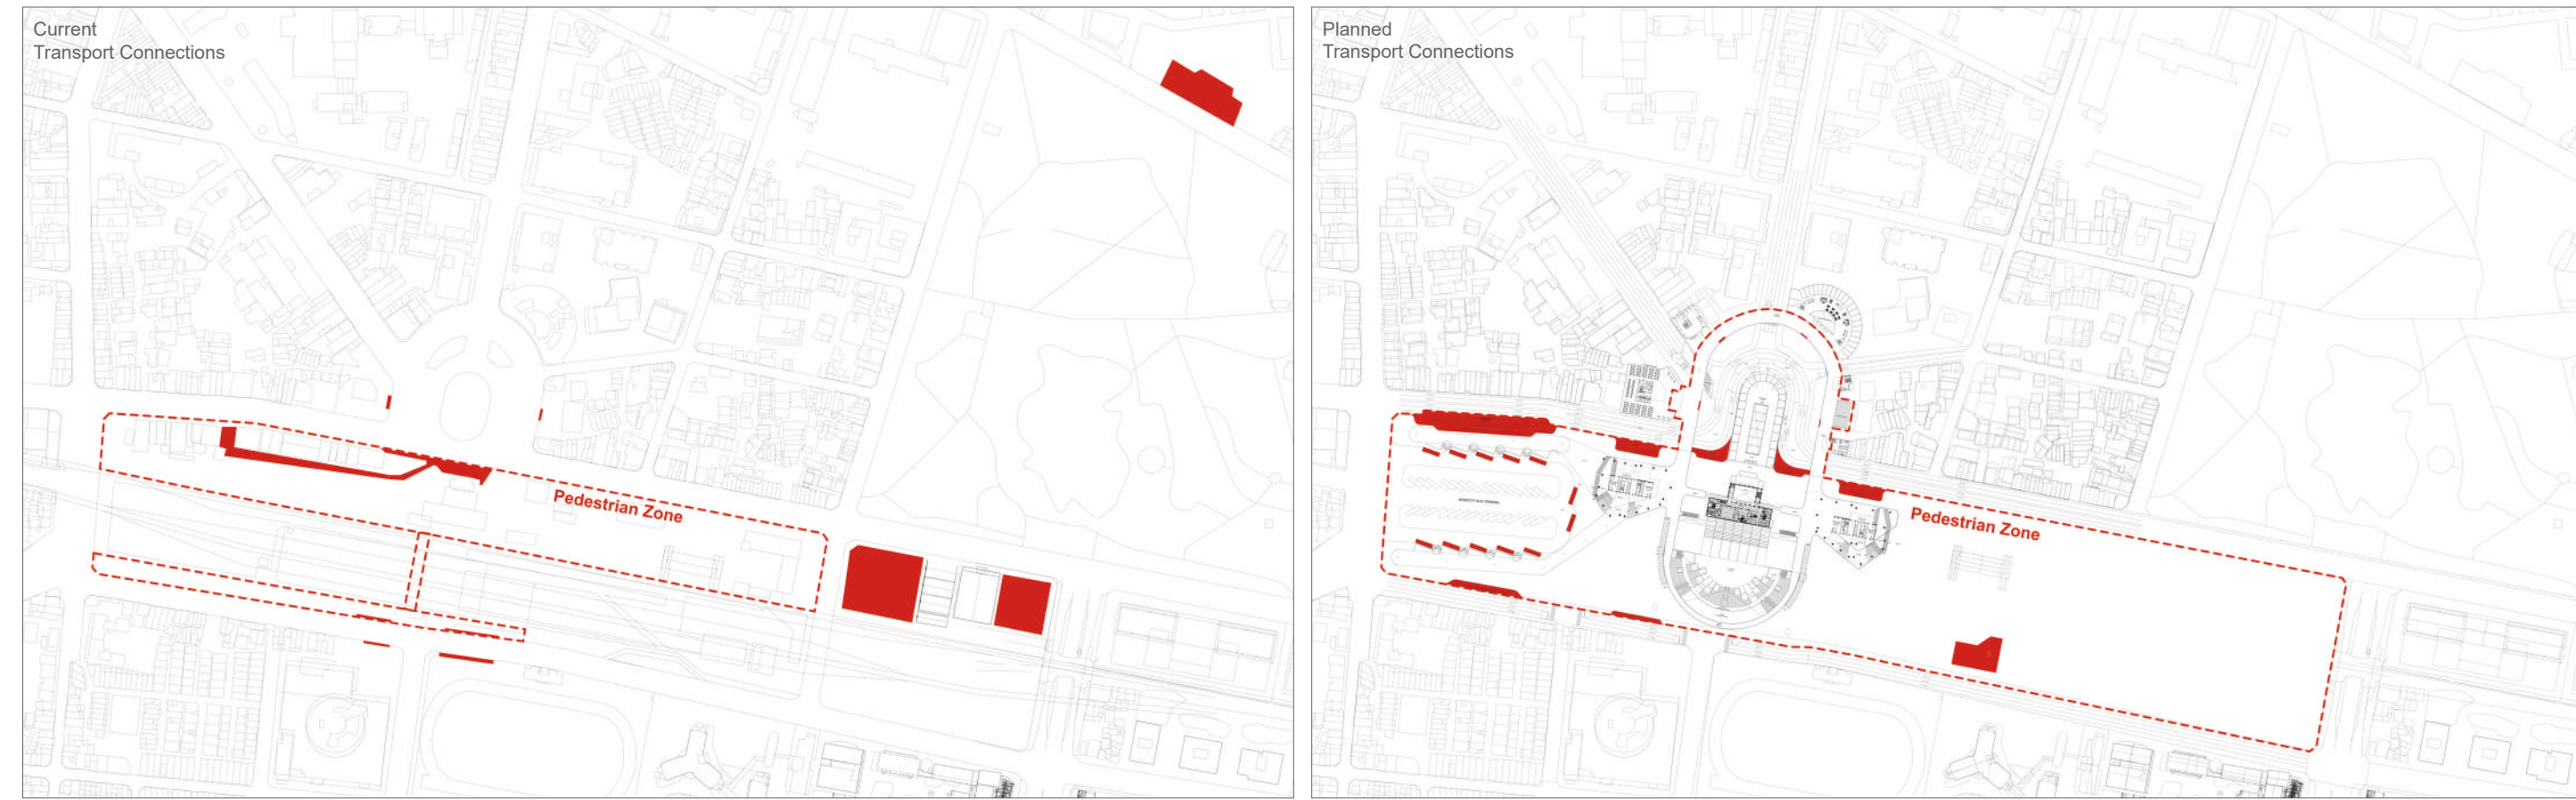 Current
Transport Connections
Pedestrian Zone
Planned
Transport Connections
Pedestrian Zone